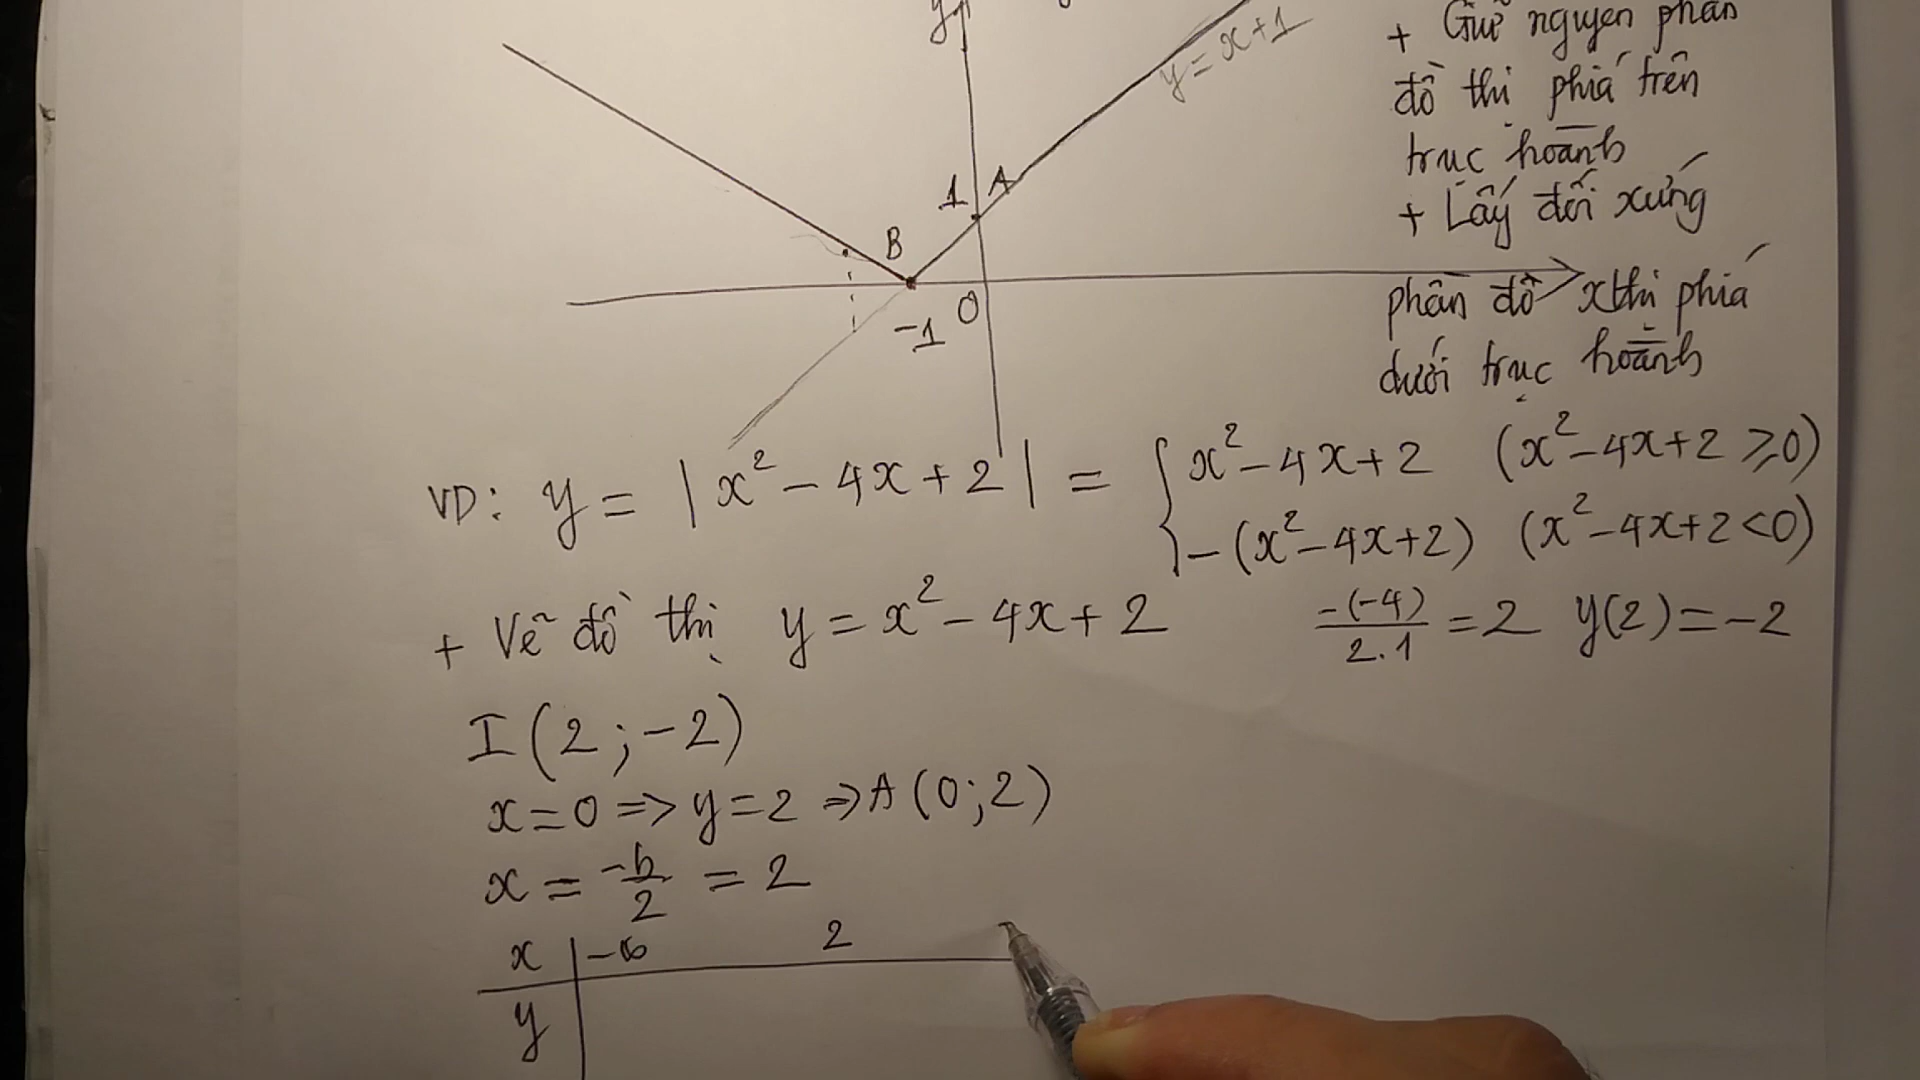 y
y = x+1
1 A
B
-1
O
x
+ Giữ nguyên phần
đồ thị phía trên
trục hoành
+ Lấy đối xứng
phần đồ thị phía
dưới trục hoành
VD: y = |x² - 4x + 2| = { x² - 4x + 2 (x² - 4x + 2 ⩾ 0)
- (x² - 4x + 2) (x² - 4x + 2 < 0)
+ Vẽ đồ thị y = x² - 4x + 2
-(-4)/2.1 = 2 y(2) = -2
I (2 ; -2)
x = 0 => y = 2 => A (0 ; 2)
x = -b/2 = 2
x | -∞ 2
y |